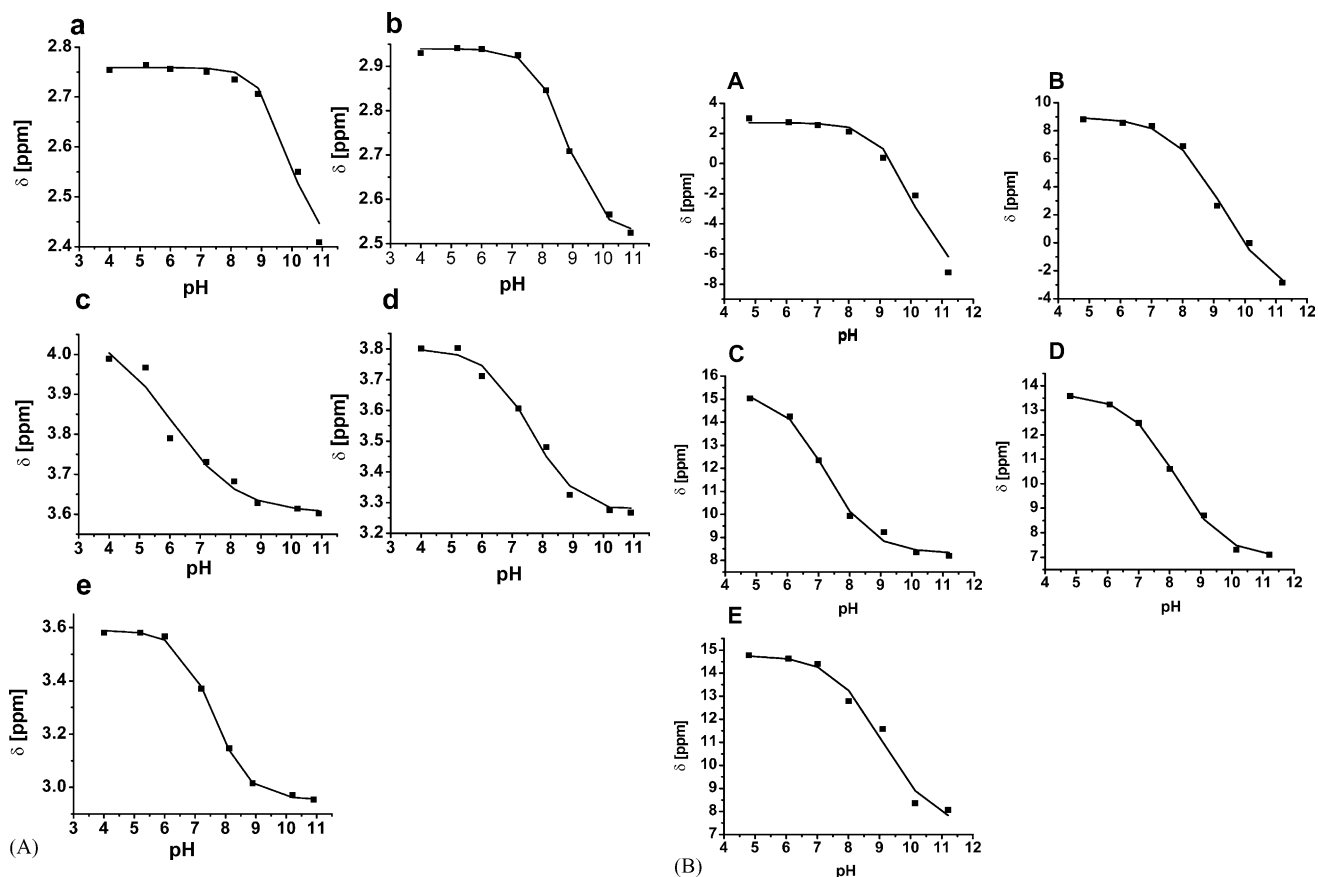 a
2.8
2.7
2.6
2.5
2.4
δ [ppm]
3 4 5 6 7 8 9 10 11
pH
b
2.9
2.8
2.7
2.6
2.5
δ [ppm]
3 4 5 6 7 8 9 10 11
pH
c
4.0
3.9
3.8
3.7
3.6
δ [ppm]
3 4 5 6 7 8 9 10 11
pH
d
3.8
3.7
3.6
3.5
3.4
3.3
3.2
δ [ppm]
3 4 5 6 7 8 9 10 11
pH
e
3.6
3.4
3.2
3.0
δ [ppm]
3 4 5 6 7 8 9 10 11
pH
(A)
A
4
2
0
-2
-4
-6
-8
δ [ppm]
4 5 6 7 8 9 10 11 12
pH
B
10
8
6
4
2
0
-2
-4
δ [ppm]
4 5 6 7 8 9 10 11 12
pH
C
16
15
14
13
12
11
10
9
8
δ [ppm]
4 5 6 7 8 9 10 11 12
pH
D
14
13
12
11
10
9
8
7
δ [ppm]
4 5 6 7 8 9 10 11 12
pH
E
15
14
13
12
11
10
9
8
7
δ [ppm]
4 5 6 7 8 9 10 11 12
pH
(B)